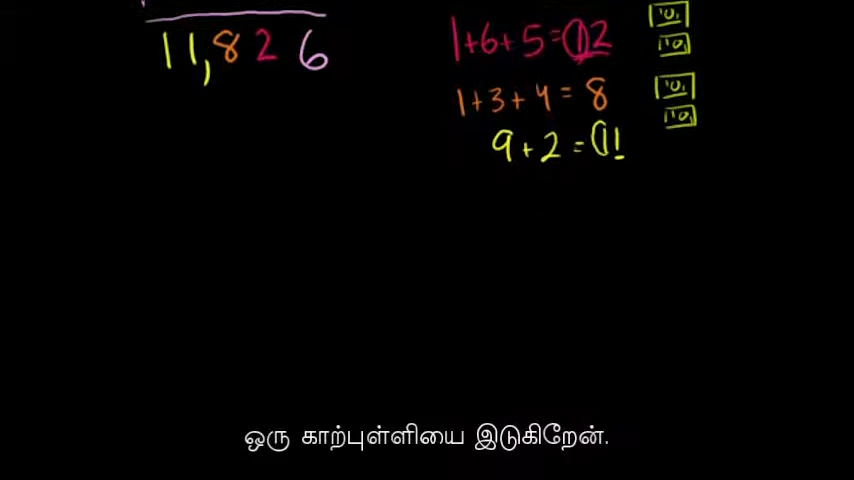 11,826
1+6+5=12
1+3+4=8
9+2=11
ஒரு காற்புள்ளியை இடுகிறேன்.